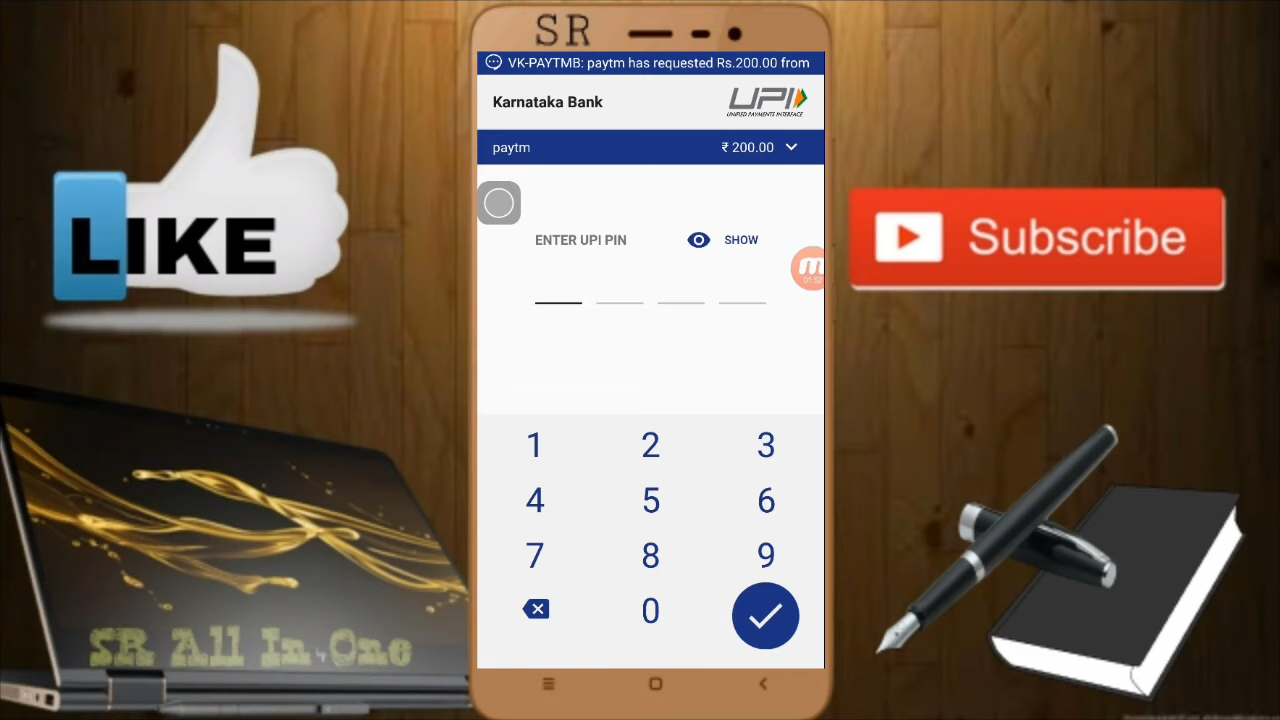 SR
VK-PAYTMB: paytm has requested Rs.200.00 from
Karnataka Bank
UPI
UNIFIED PAYMENTS INTERFACE
paytm
₹ 200.00
LIKE
ENTER UPI PIN
SHOW
Subscribe
01:52
1 2 3
4 5 6
7 8 9
0
SR All In One